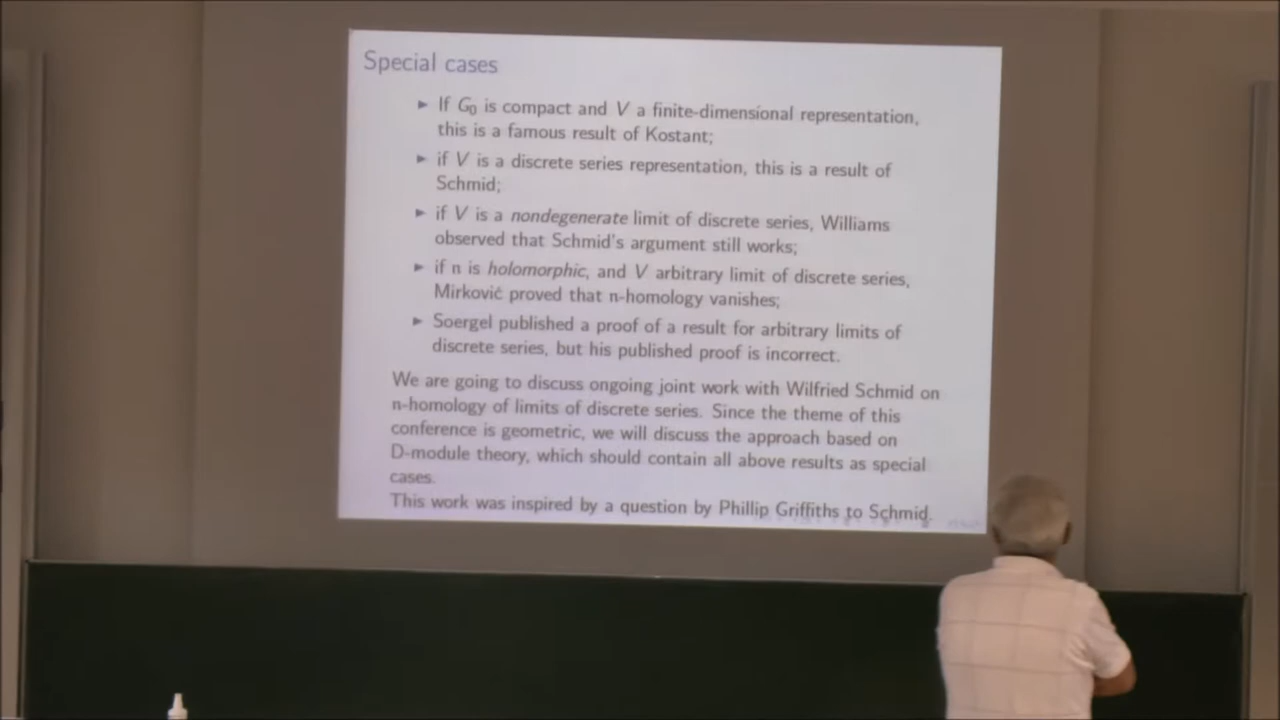 Special cases
► If G₀ is compact and V a finite-dimensional representation,
this is a famous result of Kostant;
► if V is a discrete series representation, this is a result of
Schmid;
► if V is a nondegenerate limit of discrete series, Williams
observed that Schmid's argument still works;
► if n is holomorphic, and V arbitrary limit of discrete series,
Mirković proved that n-homology vanishes;
► Soergel published a proof of a result for arbitrary limits of
discrete series, but his published proof is incorrect.
We are going to discuss ongoing joint work with Wilfried Schmid on
n-homology of limits of discrete series. Since the theme of this
conference is geometric, we will discuss the approach based on
D-module theory, which should contain all above results as special
cases.
This work was inspired by a question by Phillip Griffiths to Schmid.